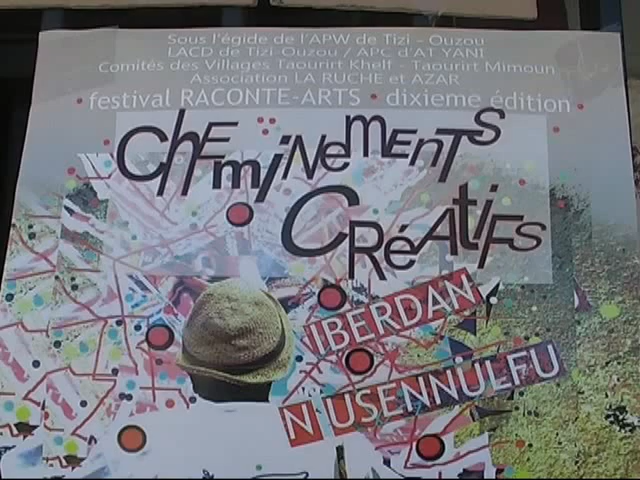 Sous l'égide de l'APW de Tizi - Ouzou
LACD de Tizi-Ouzou / APC d'AT YANI
Comités des Villages Taourirt Khelf - Taourirt Mimoun
Association LA RUCHE et AZAR
• festival RACONTE-ARTS • dixieme édition •
CHEmiNEmENTS
CRéAtiFS
IBERDAN
N USENNULFU